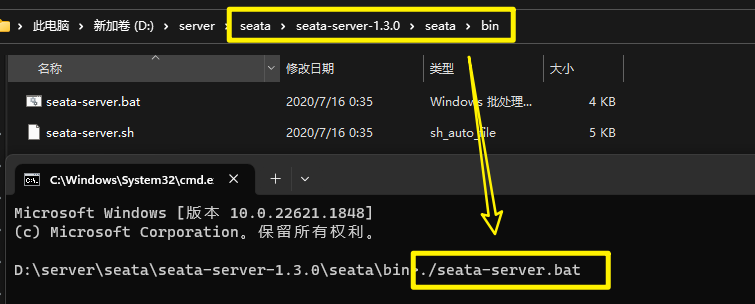 此电脑 > 新加卷 (D:) > server > seata > seata-server-1.3.0 > seata > bin
名称 修改日期 类型 大小
seata-server.bat 2020/7/16 0:35 Windows 批处理... 4 KB
seata-server.sh 2020/7/16 0:35 sh_auto_file 5 KB
C:\Windows\System32\cmd.e
Microsoft Windows [版本 10.0.22621.1848]
(c) Microsoft Corporation。保留所有权利。
D:\server\seata\seata-server-1.3.0\seata\bin>./seata-server.bat